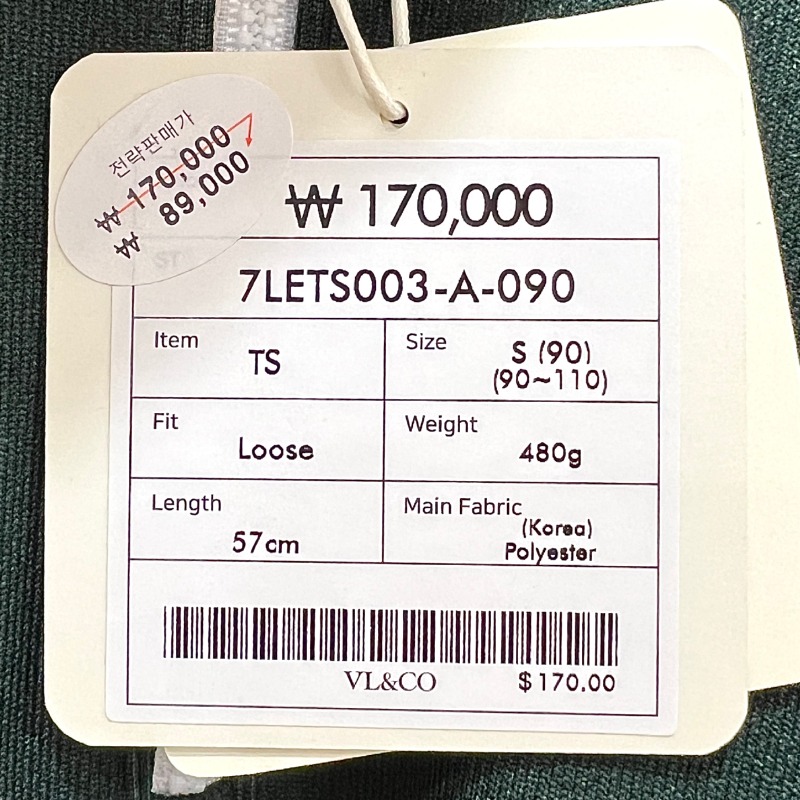 전략판매가
₩ 170,000
₩ 89,000
₩ 170,000
ST
7LETS003-A-090
Item
TS
Size
S (90)
(90~110)
Fit
Loose
Weight
480g
Length
57cm
Main Fabric
(Korea)
Polyester
VL&CO
$170.00